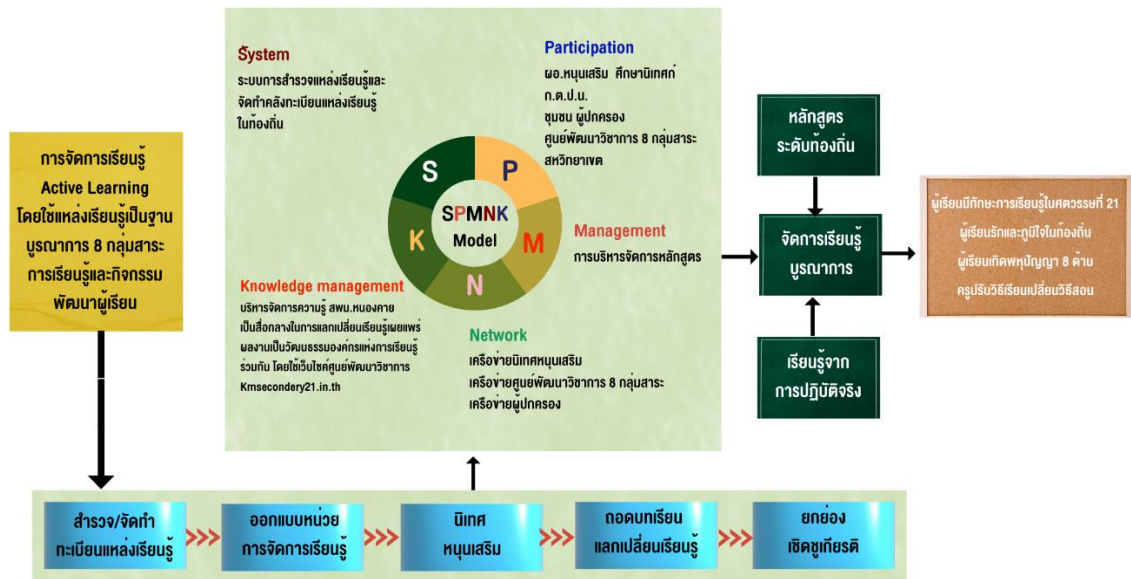 การจัดการเรียนรู้
Active Learning
โดยใช้แหล่งเรียนรู้เป็นฐาน
บูรณาการ 8 กลุ่มสาระ
การเรียนรู้และกิจกรรม
พัฒนาผู้เรียน
System
ระบบการสำรวจแหล่งเรียนรู้และ
จัดทำคลังทะเบียนแหล่งเรียนรู้
ในท้องถิ่น
Participation
ผอ.หนุนเสริม ศึกษานิเทศก์
ก.ต.ป.น.
ชุมชน ผู้ปกครอง
ศูนย์พัฒนาวิชาการ 8 กลุ่มสาระ
สหวิทยาเขต
S
P
M
N
K
SPMNK
Model
Management
การบริหารจัดการหลักสูตร
Knowledge management
บริหารจัดการความรู้ สพม.หนองคาย
เป็นสื่อกลางในการแลกเปลี่ยนเรียนรู้เผยแพร่
ผลงานเป็นวัฒนธรรมองค์กรแห่งการเรียนรู้
ร่วมกัน โดยใช้เว็บไซค์ศูนย์พัฒนาวิชาการ
Kmsecondery21.in.th
Network
เครือข่ายนิเทศหนุนเสริม
เครือข่ายศูนย์พัฒนาวิชาการ 8 กลุ่มสาระ
เครือข่ายผู้ปกครอง
หลักสูตร
ระดับท้องถิ่น
จัดการเรียนรู้
บูรณาการ
เรียนรู้จาก
การปฏิบัติจริง
ผู้เรียนมีทักษะการเรียนรู้ในศตวรรษที่ 21
ผู้เรียนรักและภูมิใจในท้องถิ่น
ผู้เรียนเกิดพหุปัญญา 8 ด้าน
ครูปรับวิธีเรียนเปลี่ยนวิธีสอน
สำรวจ/จัดทำ
ทะเบียนแหล่งเรียนรู้
ออกแบบหน่วย
การจัดการเรียนรู้
นิเทศ
หนุนเสริม
ถอดบทเรียน
แลกเปลี่ยนเรียนรู้
ยกย่อง
เชิดชูเกียรติ